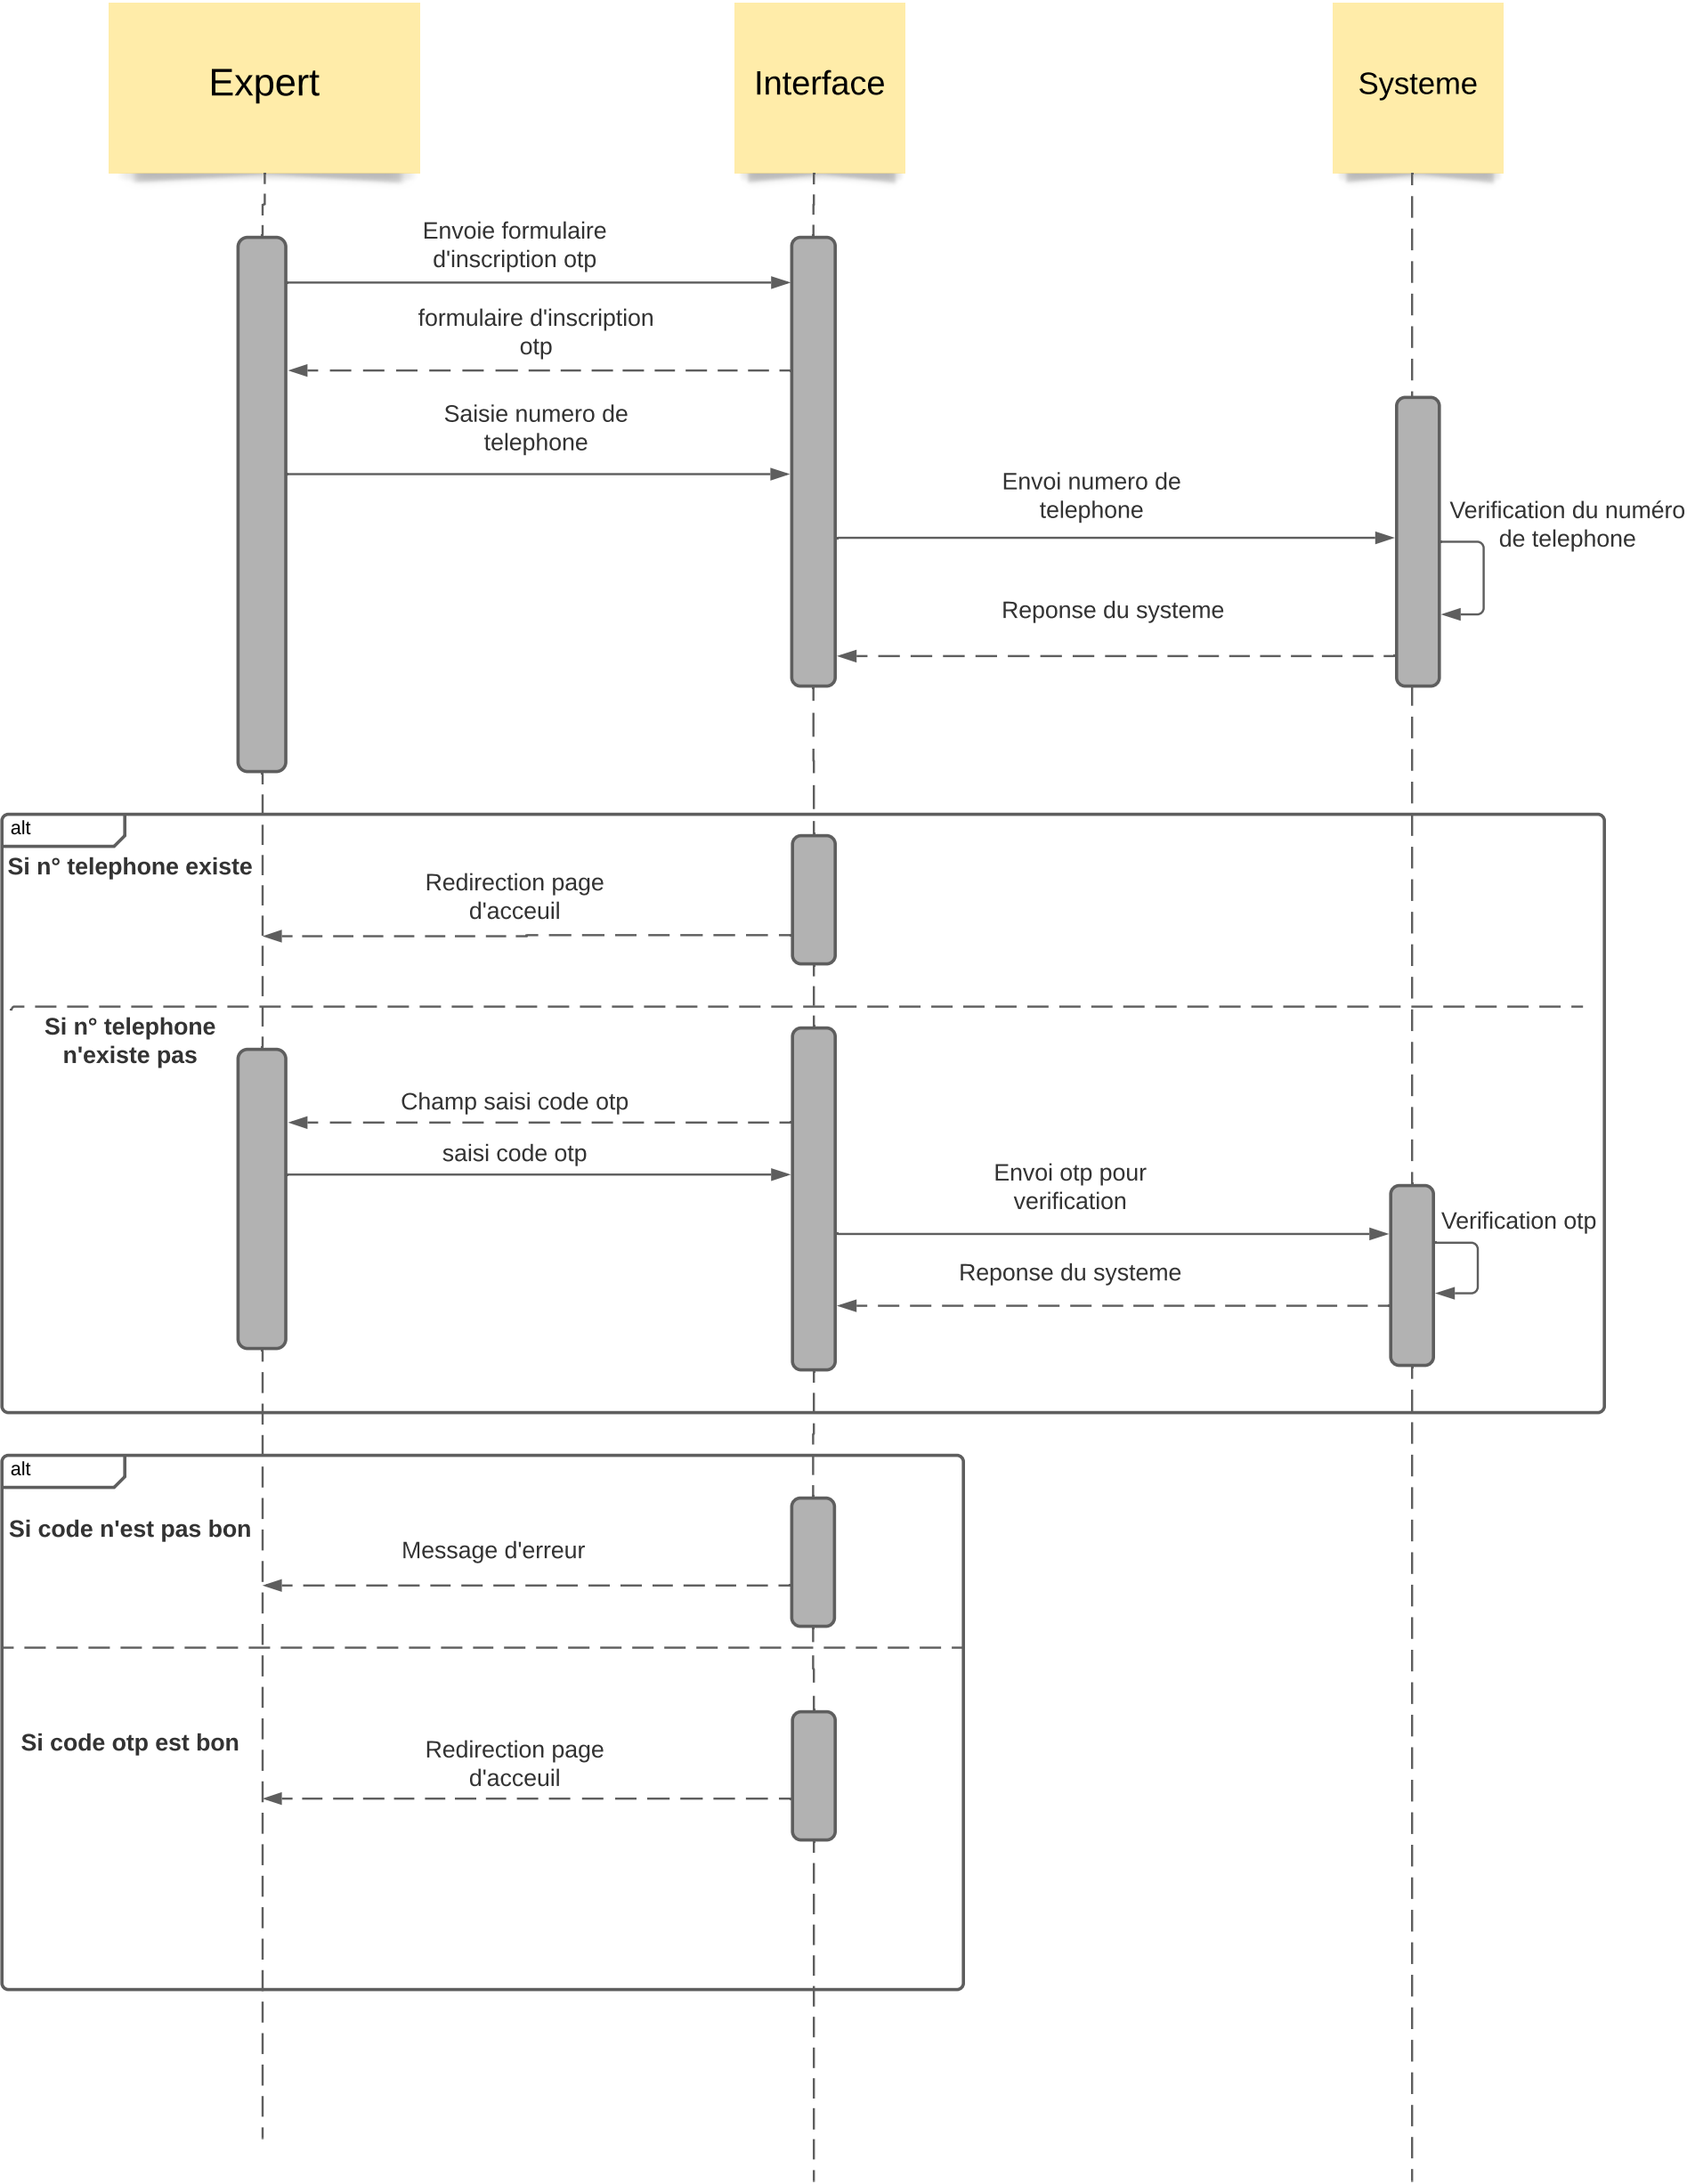 Expert
Interface
Systeme
Envoie formulaire
d'inscription otp
formulaire d'inscription
otp
Saisie numero de
telephone
Envoi numero de
telephone
Verification du numéro
de telephone
Reponse du systeme
alt
Si n° telephone existe
Redirection page
d'acceuil
Si n° telephone
n'existe pas
Champ saisi code otp
saisi code otp
Envoi otp pour
verification
Verification otp
Reponse du systeme
alt
Si code n'est pas bon
Message d'erreur
Si code otp est bon
Redirection page
d'acceuil